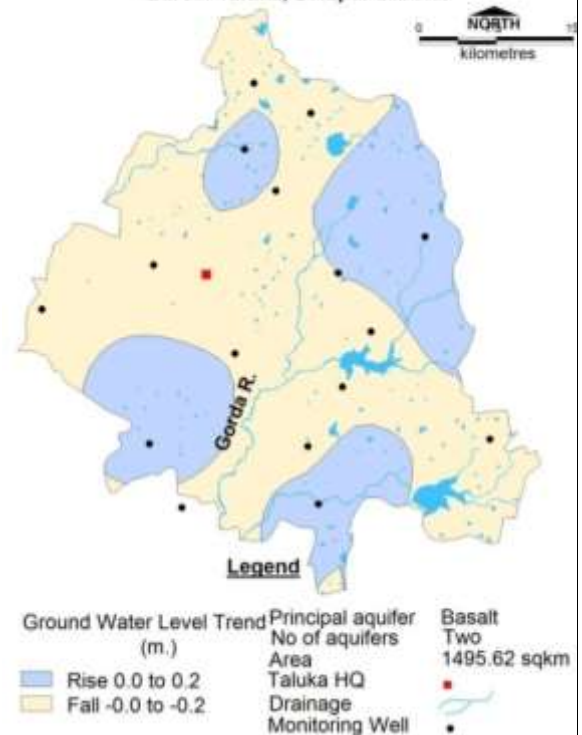 NORTH
0 15
kilometres
Gorda R.
Legend
Ground Water Level Trend
(m.)
Rise 0.0 to 0.2
Fall -0.0 to -0.2
Principal aquifer Basalt
No of aquifers Two
Area 1495.62 sqkm
Taluka HQ
Drainage
Monitoring Well